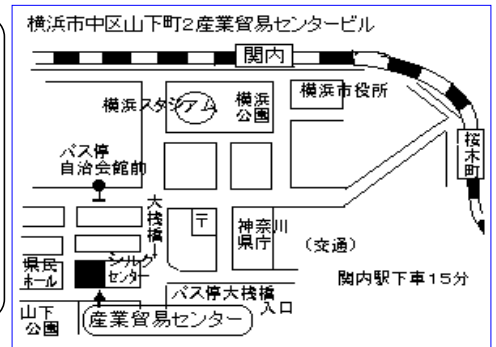 横浜市中区山下町2産業貿易センタービル
関内
横浜スタジアム
横浜
公園
横浜市役所
桜木町
バス停
自治会館前
大桟橋
〒
神奈川
県庁
(交通)
県民
ホール
シルク
センター
関内駅下車15分
バス停大桟橋
入口
山下
公園
産業貿易センター